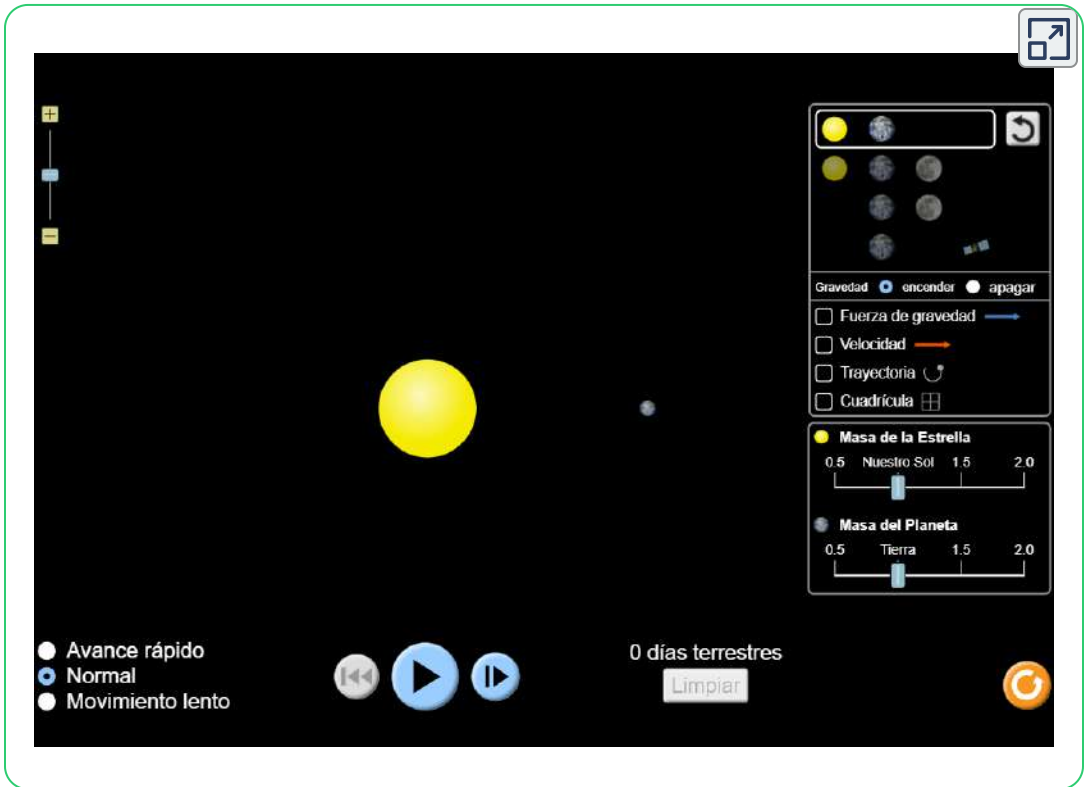 +
−
Gravedad encender apagar
Fuerza de gravedad
Velocidad
Trayectoria
Cuadrícula
Masa de la Estrella
0.5 Nuestro Sol 1.5 2.0
Masa del Planeta
0.5 Tierra 1.5 2.0
Avance rápido
Normal
Movimiento lento
0 días terrestres
Limpiar